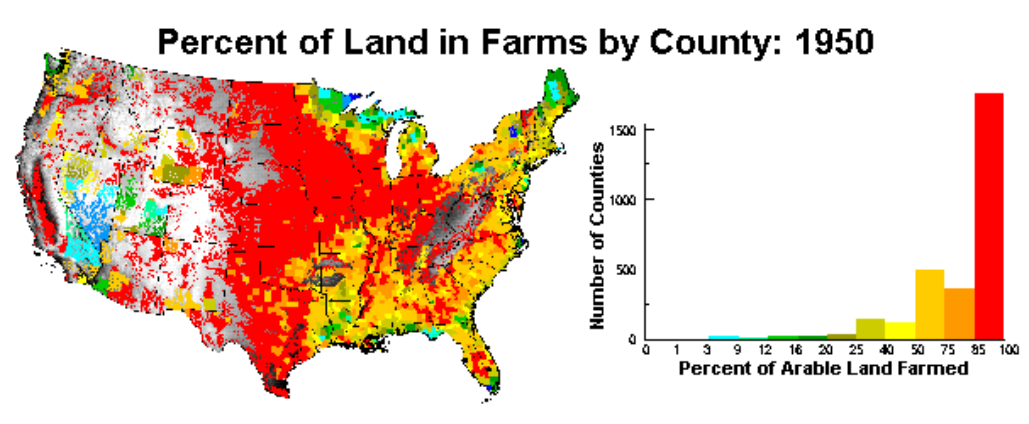 Percent of Land in Farms by County: 1950
Number of Counties
1500
1000
500
0
0 1 3 9 12 16 20 25 40 50 75 85 100
Percent of Arable Land Farmed